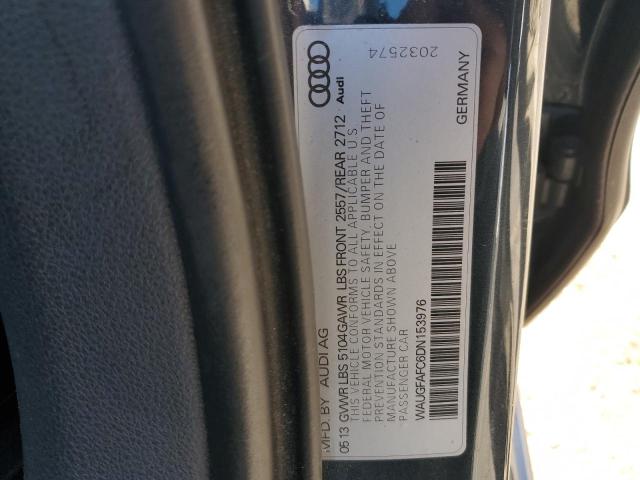 MFD. BY AUDI AG
05 13 GVWR LBS 5104 GAWR LBS FRONT 2557/REAR 2712
THIS VEHICLE CONFORMS TO ALL APPLICABLE U.S.
FEDERAL MOTOR VEHICLE SAFETY, BUMPER AND THEFT
PREVENTION STANDARDS IN EFFECT ON THE DATE OF
MANUFACTURE SHOWN ABOVE
PASSENGER CAR
WAUGFAFC6DN153976
Audi
2032574
GERMANY